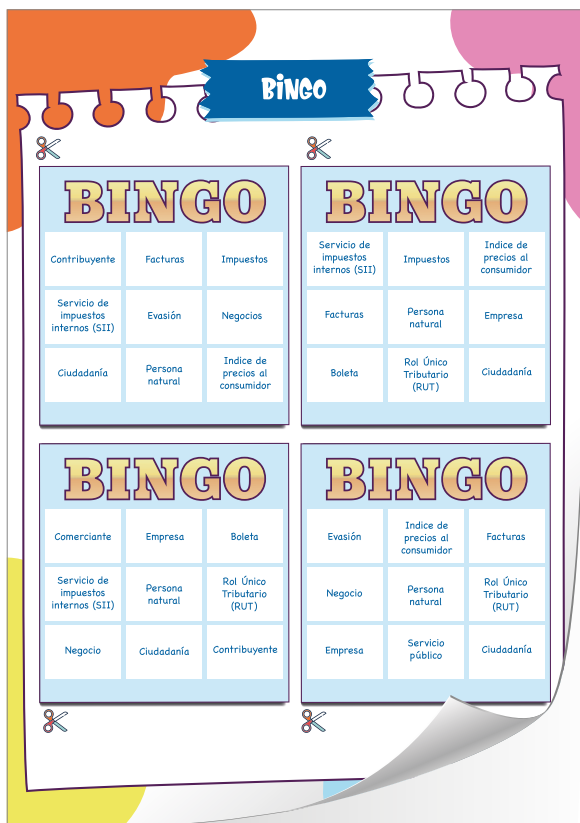 BINGO
BINGO
Contribuyente
Facturas
Impuestos
Servicio de
impuestos
internos (SII)
Evasión
Negocios
Ciudadanía
Persona
natural
Indice de
precios al
consumidor
BINGO
Servicio de
impuestos
internos (SII)
Impuestos
Indice de
precios al
consumidor
Facturas
Persona
natural
Empresa
Boleta
Rol Único
Tributario
(RUT)
Ciudadanía
BINGO
Comerciante
Empresa
Boleta
Servicio de
impuestos
internos (SII)
Persona
natural
Rol Único
Tributario
(RUT)
Negocio
Ciudadanía
Contribuyente
BINGO
Evasión
Indice de
precios al
consumidor
Facturas
Negocio
Persona
natural
Rol Único
Tributario
(RUT)
Empresa
Servicio
público
Ciudadanía